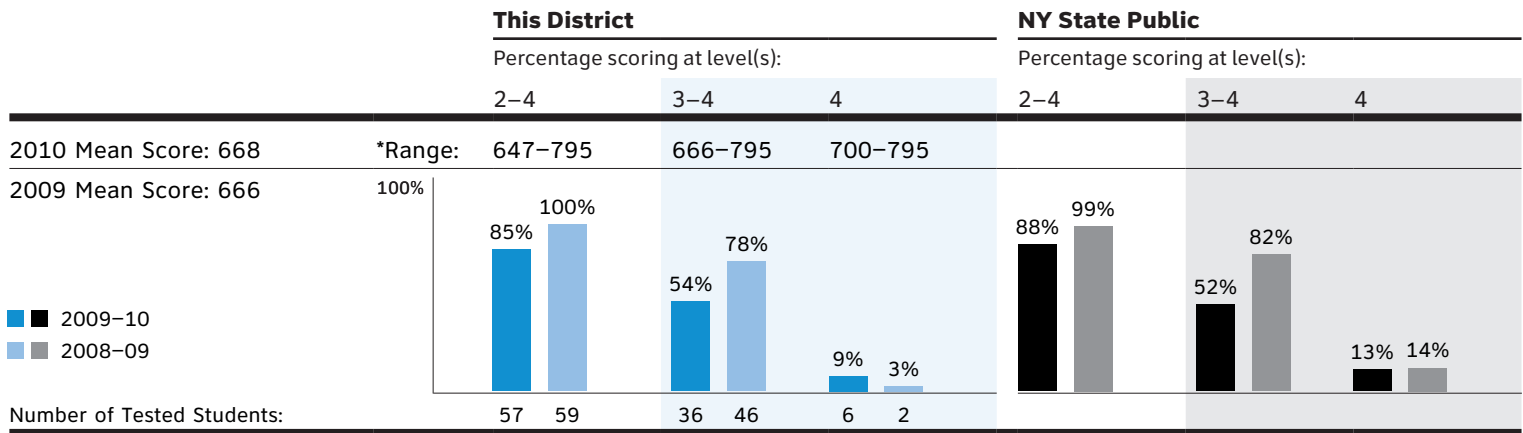 This District
NY State Public
Percentage scoring at level(s):
Percentage scoring at level(s):
2–4 3–4 4
2–4 3–4 4
2010 Mean Score: 668 *Range: 647–795 666–795 700–795
2009 Mean Score: 666
100%
85% 100% 54% 78% 9% 3%
88% 99% 52% 82% 13% 14%
2009–10
2008–09
Number of Tested Students: 57 59 36 46 6 2